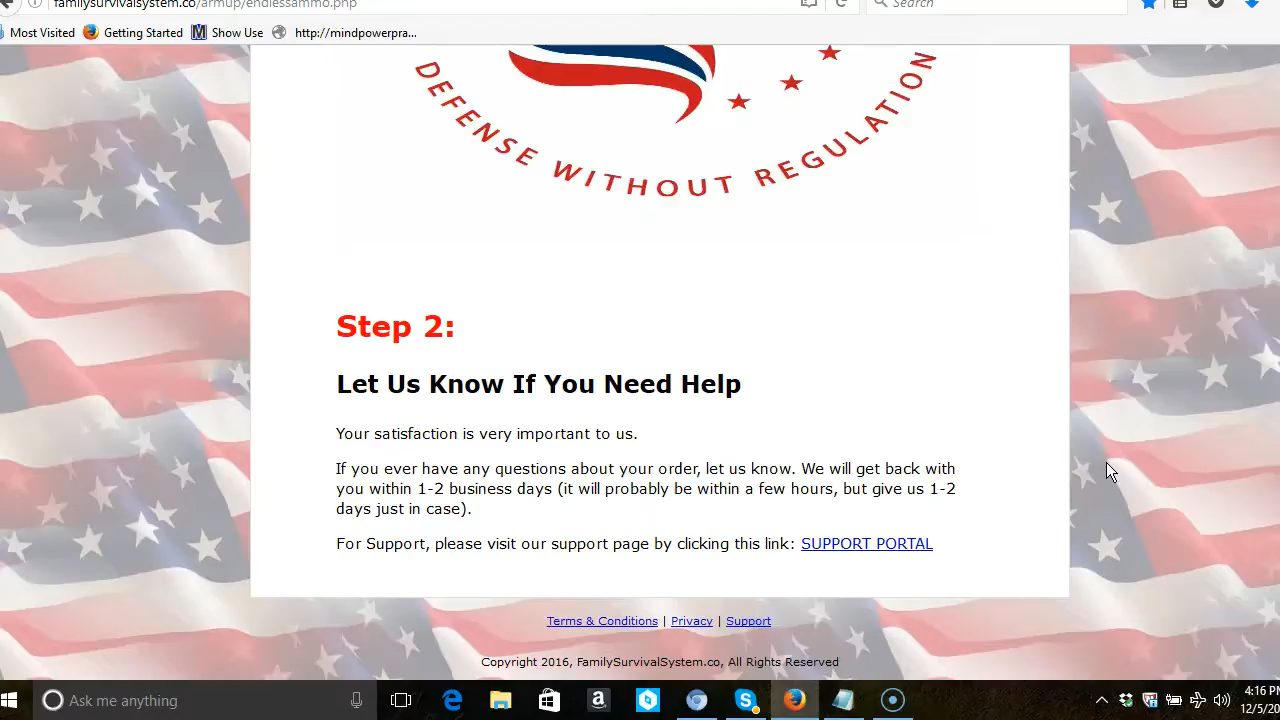 familysurvivalsystem.co/armup/endlessammo.php
Search
Most Visited
Getting Started
Show Use
http://mindpowerpra...
DEFENSE WITHOUT REGULATION
Step 2:
Let Us Know If You Need Help
Your satisfaction is very important to us.
If you ever have any questions about your order, let us know. We will get back with
you within 1-2 business days (it will probably be within a few hours, but give us 1-2
days just in case).
For Support, please visit our support page by clicking this link: SUPPORT PORTAL
Terms & Conditions | Privacy | Support
Copyright 2016, FamilySurvivalSystem.co, All Rights Reserved
Ask me anything
4:16 PM
12/5/20